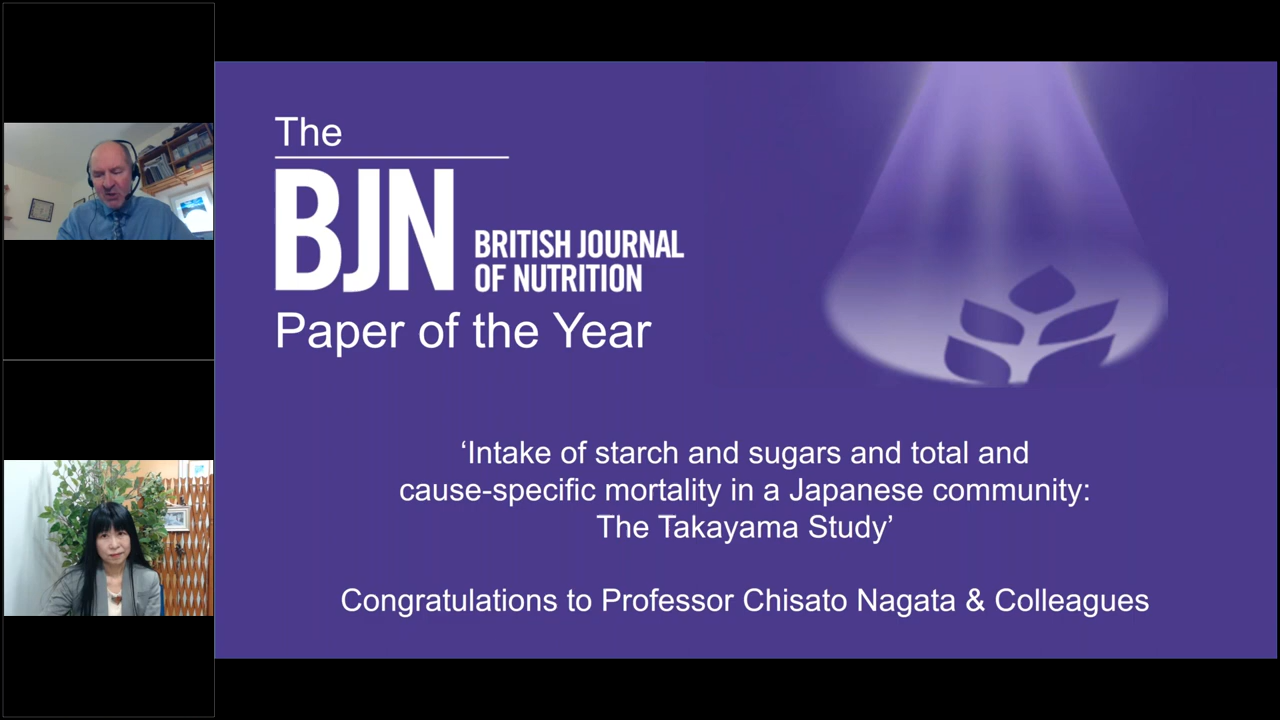 The
BJN
BRITISH JOURNAL
OF NUTRITION
Paper of the Year
‘Intake of starch and sugars and total and
cause-specific mortality in a Japanese community:
The Takayama Study’
Congratulations to Professor Chisato Nagata & Colleagues